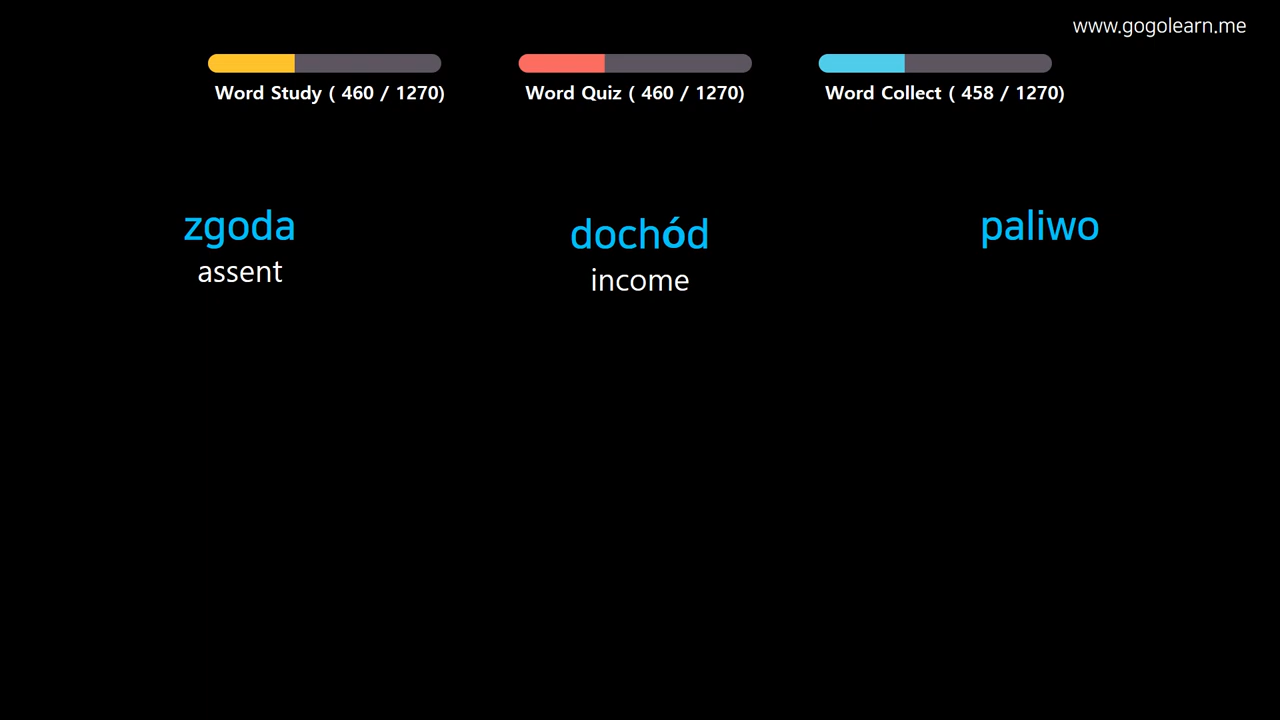 www.gogolearn.me
Word Study ( 460 / 1270)
Word Quiz ( 460 / 1270)
Word Collect ( 458 / 1270)
zgoda
assent
dochód
income
paliwo